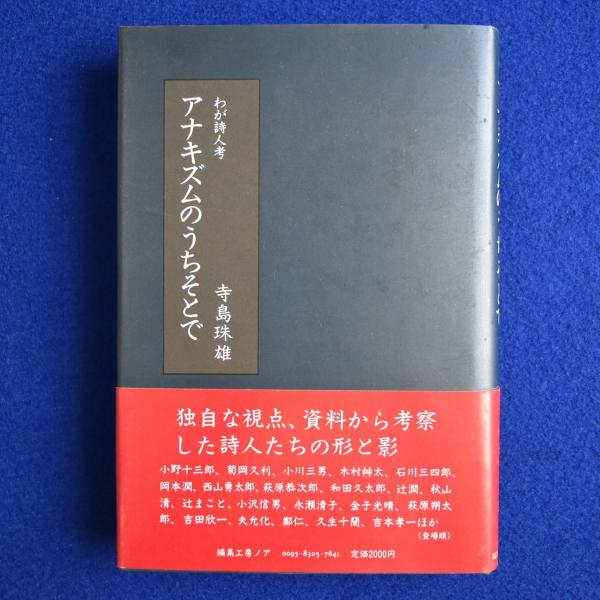 わが詩人考
アナキズムのうちそとで
寺島珠雄
独自な視点、資料から考察
した詩人たちの形と影
小野十三郎、菊岡久利、小川三男、木村艸太、石川三四郎、
岡本潤、西山勇太郎、萩原恭次郎、和田久太郎、辻潤、秋山
清、辻まこと、小沢信男、永瀬清子、金子光晴、萩原朔太
郎、吉田欣一、夫允化、鄒仁、久生十蘭、吉本孝一ほか
(登場順)
編集工房ノア 0095-8305-7641 定価2000円